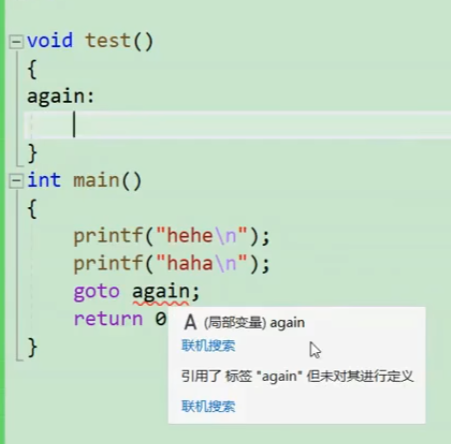 void test()
{
again:
}
int main()
{
printf("hehe\n");
printf("haha\n");
goto again;
return 0
}
A (局部变量) again
联机搜索
引用了 标签 "again" 但未对其进行定义
联机搜索